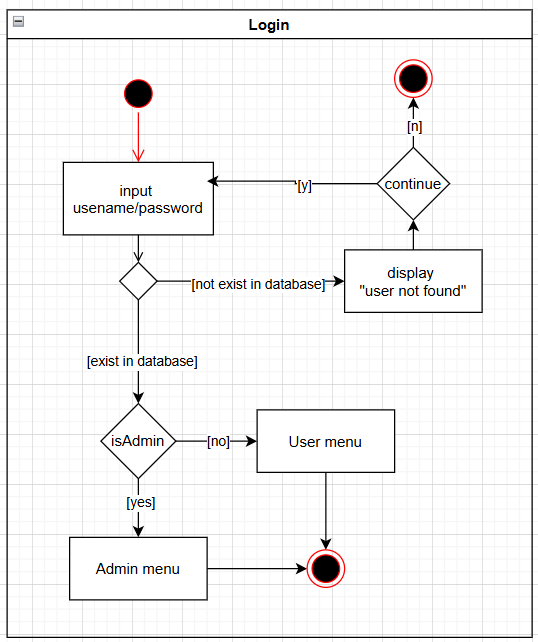 Login
[n]
input
usename/password
[y]
continue
[not exist in database]
display
"user not found"
[exist in database]
isAdmin
[no]
User menu
[yes]
Admin menu